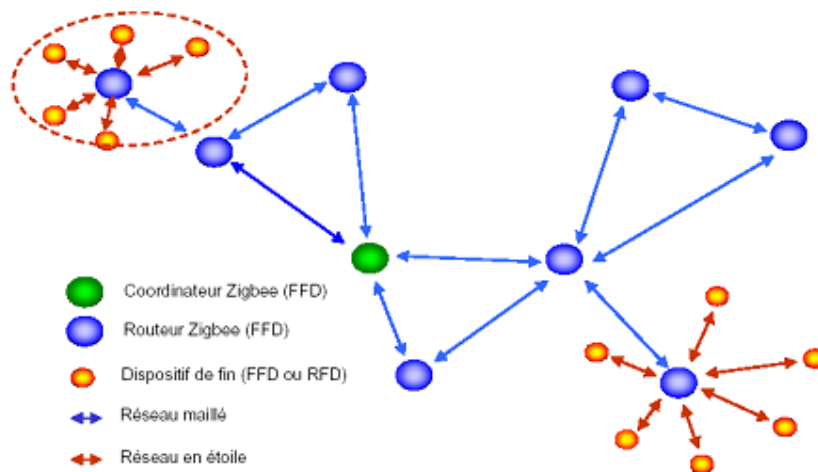 Coordinateur Zigbee (FFD)
Routeur Zigbee (FFD)
Dispositif de fin (FFD ou RFD)
Réseau maillé
Réseau en étoile